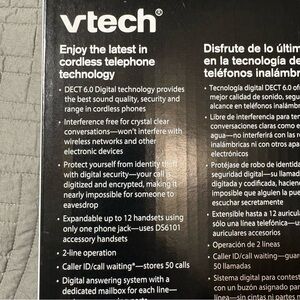 vtech®
Enjoy the latest in
cordless telephone
technology
• DECT 6.0 Digital technology provides
the best sound quality, security and
range in cordless phones
• Interference free for crystal clear
conversations—won't interfere with
wireless networks and other
electronic devices
• Protect yourself from identity theft
with digital security—your call is
digitized and encrypted, making it
nearly impossible for someone to
eavesdrop
• Expandable up to 12 handsets using
only one phone jack—uses DS6101
accessory handsets
• 2-line operation
• Caller ID/call waiting*—stores 50 calls
• Digital answering system with a
dedicated mailbox for each line—
Disfrute de lo últim
en la tecnología de
teléfonos inalámbr
• Tecnología digital DECT 6.0 ofr
mejor calidad de sonido, segur
alcance en teléfonos inalámbri
• Libre de interferencia para ten
conversaciones claras como e
agua—no interferirá con las re
inalámbricas ni con otros apar
electrónicos
• Protéjase de robo de identida
seguridad digital—su llamada
digitada y codificada, haciend
imposible que alguien la pued
escuchar secretamente
• Extensible hasta a 12 auricula
sólo una línea telefónica—us
auriculares accesorios
• Operación de 2 líneas
• Caller ID/call waiting*—guar
50 llamadas
• Sistema digital para contest
con un buzón asignado par
línea—sin cintas ni partes m